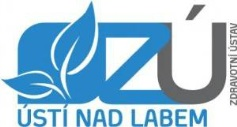 ZÚ
ÚSTÍ NAD LABEM
ZDRAVOTNÍ ÚSTAV